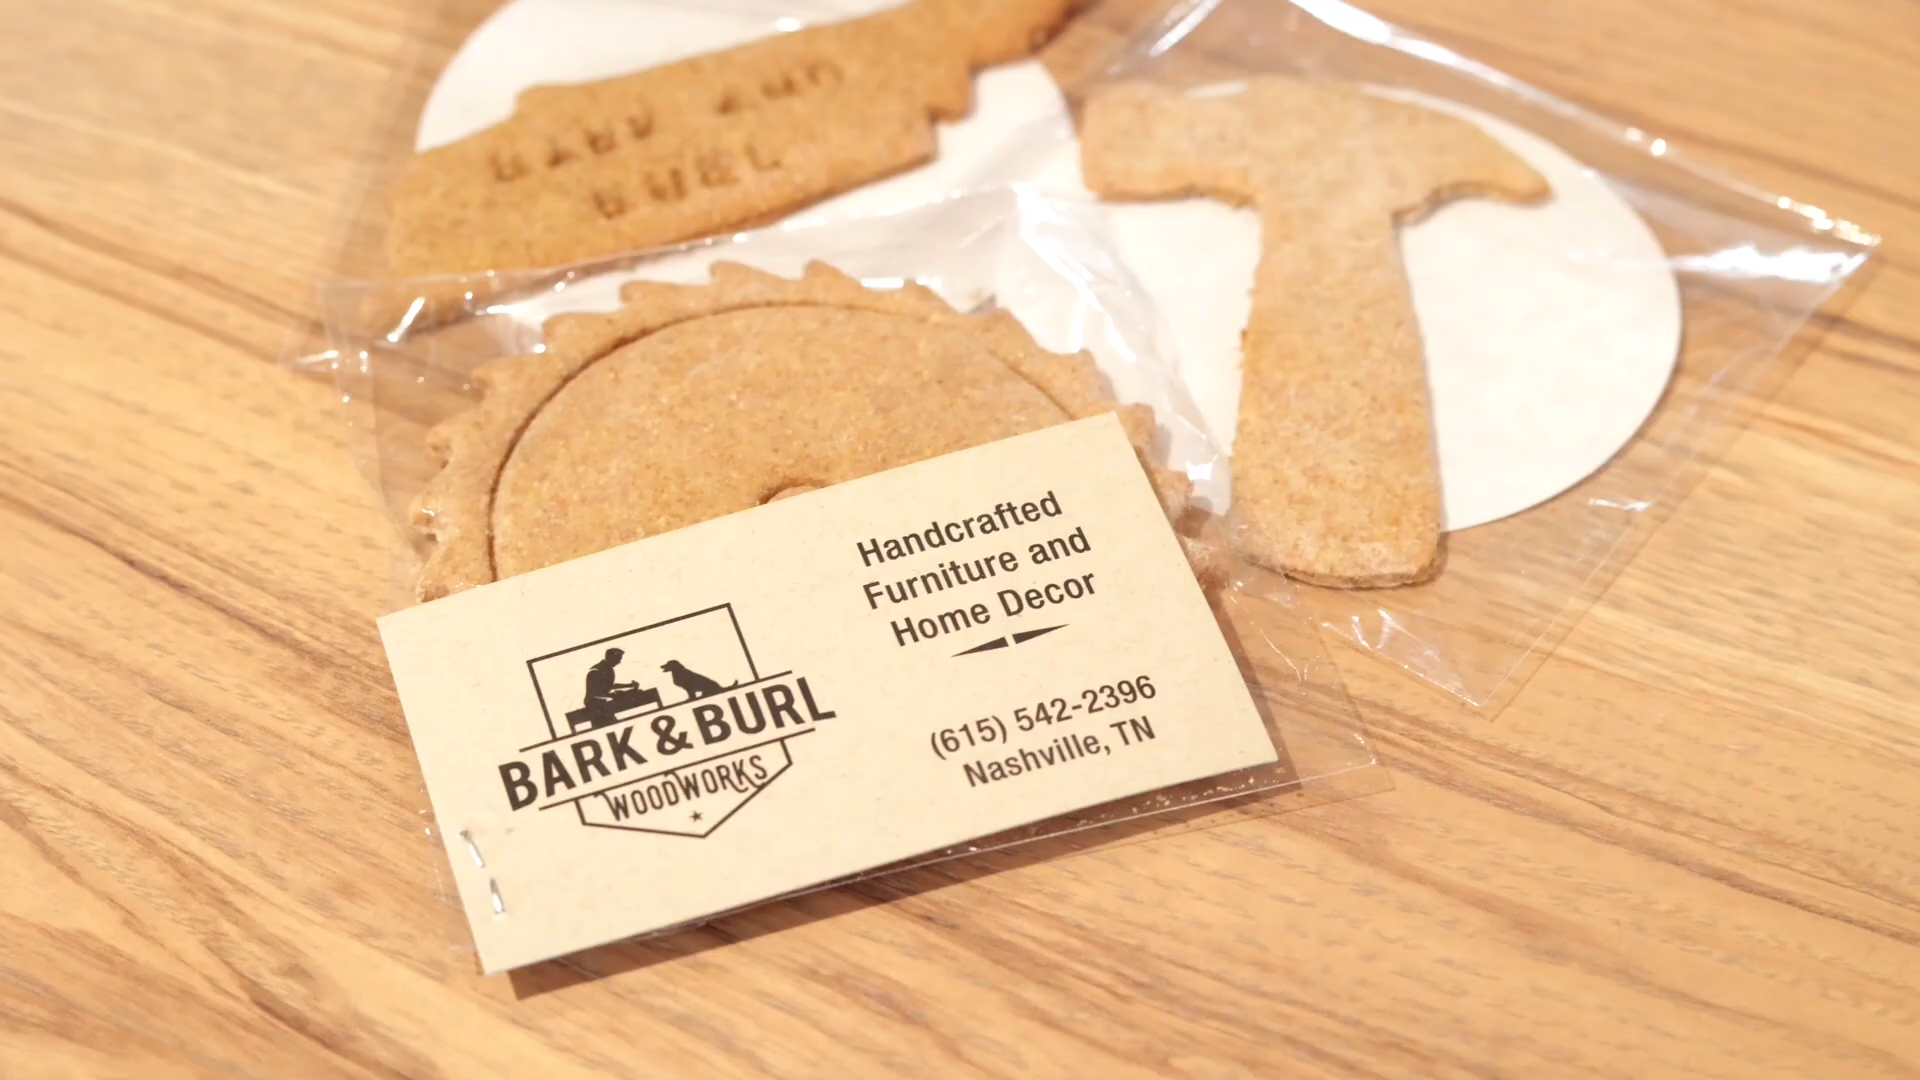 BARK AND
BURL
BARK & BURL
WOODWORKS
Handcrafted
Furniture and
Home Decor
(615) 542-2396
Nashville, TN